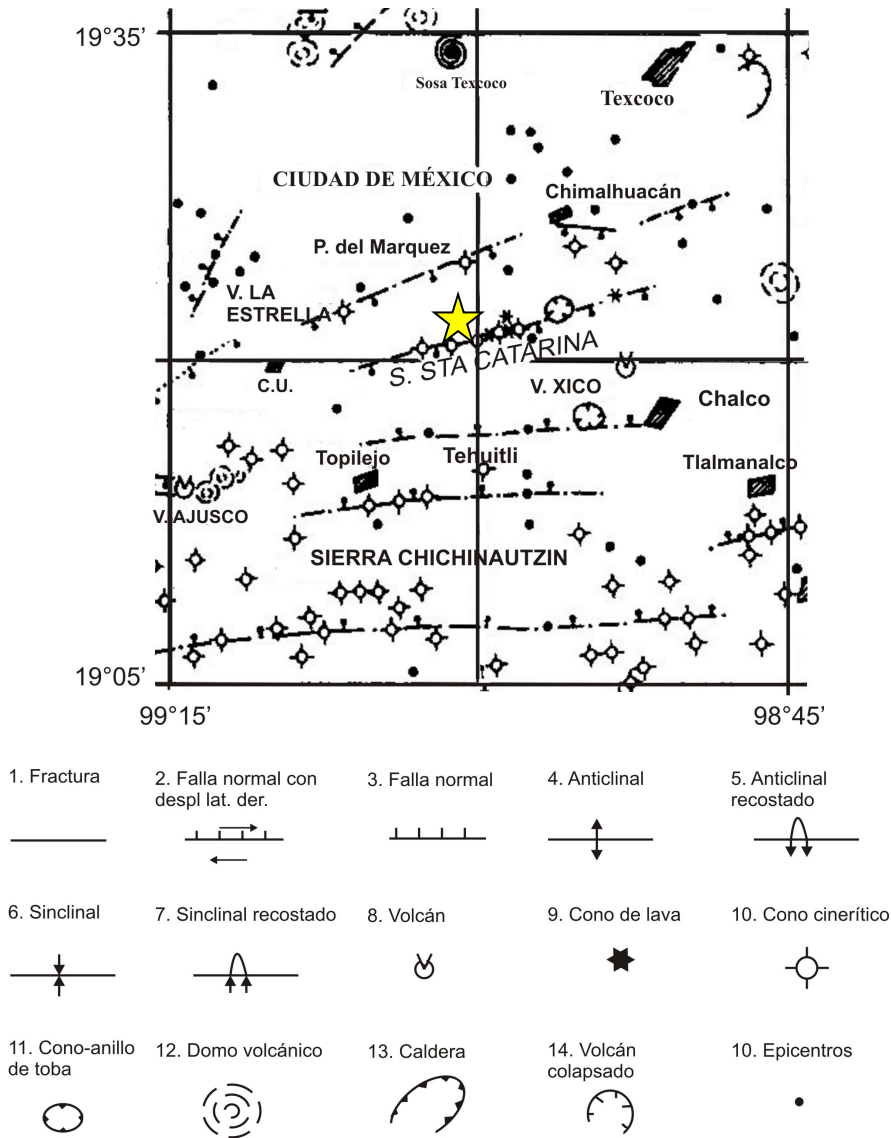 19°35'
Sosa Texcoco
Texcoco
CIUDAD DE MÉXICO
Chimalhuacán
P. del Marquez
V. LA
ESTRELLA
S. STA CATARINA
C.U.
V. XICO
Chalco
Topilejo
Tehuitli
Tlalmanalco
V. AJUSCO
SIERRA CHICHINAUTZIN
19°05'
99°15'
98°45'
1. Fractura
2. Falla normal con
despl lat. der.
3. Falla normal
4. Anticlinal
5. Anticlinal
recostado
6. Sinclinal
7. Sinclinal recostado
8. Volcán
9. Cono de lava
10. Cono cinerítico
11. Cono-anillo
de toba
12. Domo volcánico
13. Caldera
14. Volcán
colapsado
10. Epicentros